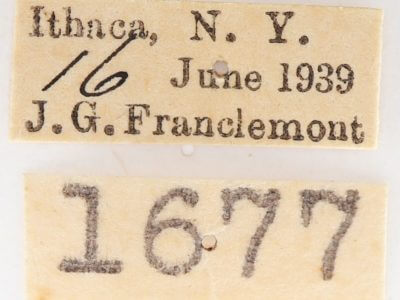 Ithaca, N. Y.
16 June 1939
J. G. Franclemont
1677